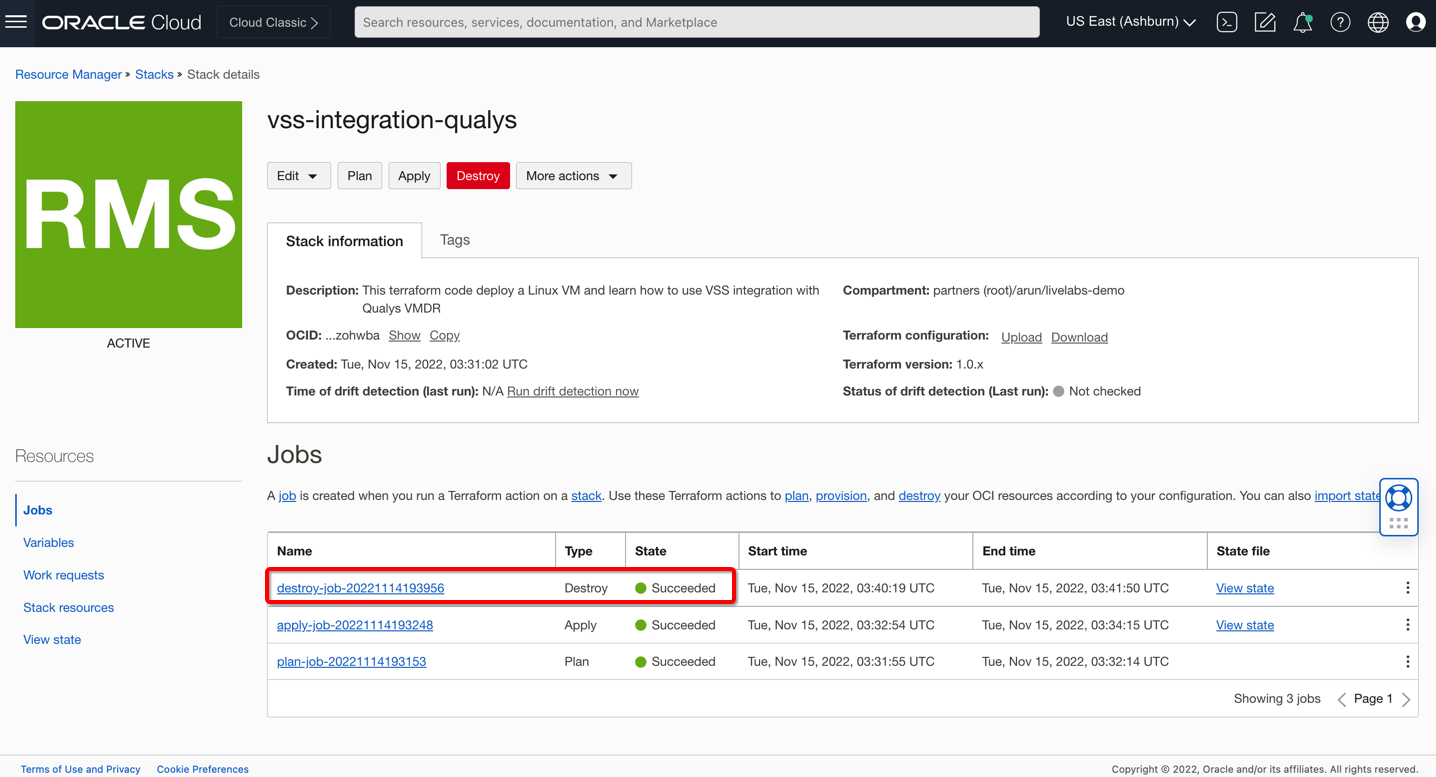 ORACLE Cloud
Cloud Classic
Search resources, services, documentation, and Marketplace
US East (Ashburn)
Resource Manager » Stacks » Stack details
RMS
ACTIVE
vss-integration-qualys
Edit Plan Apply Destroy More actions
Stack information Tags
Description: This terraform code deploy a Linux VM and learn how to use VSS integration with
Qualys VMDR
Compartment: partners (root)/arun/livelabs-demo
OCID: ...zohwba Show Copy
Terraform configuration: Upload Download
Created: Tue, Nov 15, 2022, 03:31:02 UTC
Terraform version: 1.0.x
Time of drift detection (last run): N/A Run drift detection now
Status of drift detection (Last run): Not checked
Resources
Jobs
Variables
Work requests
Stack resources
View state
Jobs
A job is created when you run a Terraform action on a stack. Use these Terraform actions to plan, provision, and destroy your OCI resources according to your configuration. You can also import state
Name Type State Start time End time State file
destroy-job-20221114193956 Destroy Succeeded Tue, Nov 15, 2022, 03:40:19 UTC Tue, Nov 15, 2022, 03:41:50 UTC View state
apply-job-20221114193248 Apply Succeeded Tue, Nov 15, 2022, 03:32:54 UTC Tue, Nov 15, 2022, 03:34:15 UTC View state
plan-job-20221114193153 Plan Succeeded Tue, Nov 15, 2022, 03:31:55 UTC Tue, Nov 15, 2022, 03:32:14 UTC
Showing 3 jobs Page 1
Terms of Use and Privacy Cookie Preferences
Copyright © 2022, Oracle and/or its affiliates. All rights reserved.